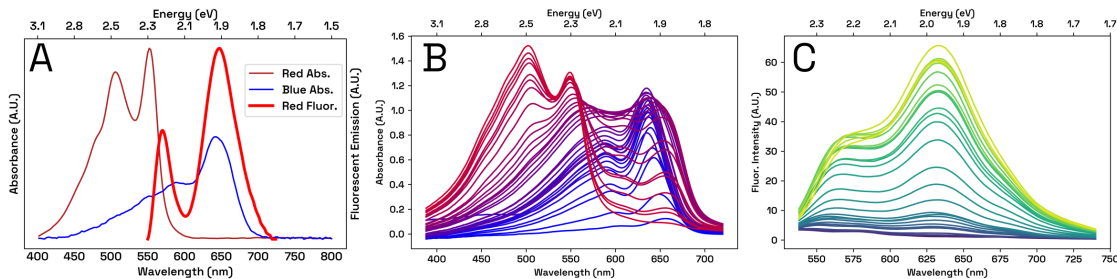 Energy (eV)
3.1 2.8 2.5 2.3 2.1 1.9 1.8 1.7 1.5
A
Red Abs.
Blue Abs.
Red Fluor.
Absorbance (A.U.)
Fluorescent Emission (A.U.)
400 450 500 550 600 650 700 750 800
Wavelength (nm)
Energy (eV)
3.1 2.8 2.5 2.3 2.1 1.9 1.8
B
Absorbance (A.U.)
1.6
1.4
1.2
1.0
0.8
0.6
0.4
0.2
0.0
400 450 500 550 600 650 700
Wavelength (nm)
Energy (eV)
2.3 2.2 2.1 2.0 1.9 1.8 1.7 1.7
C
Fluor. Intensity (A.U.)
60
50
40
30
20
10
0
550 575 600 625 650 675 700 725 750
Wavelength (nm)